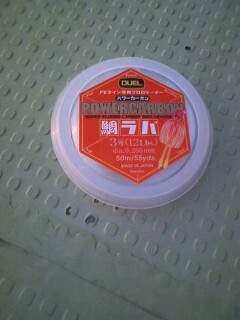 DUEL
PEライン専用フロロリーダー
パワーカーボン
POWERCARBON
鯛ラバ
3号(12Lbs.)
dia.0.285mm
50m/55yds.
MADE IN JAPAN